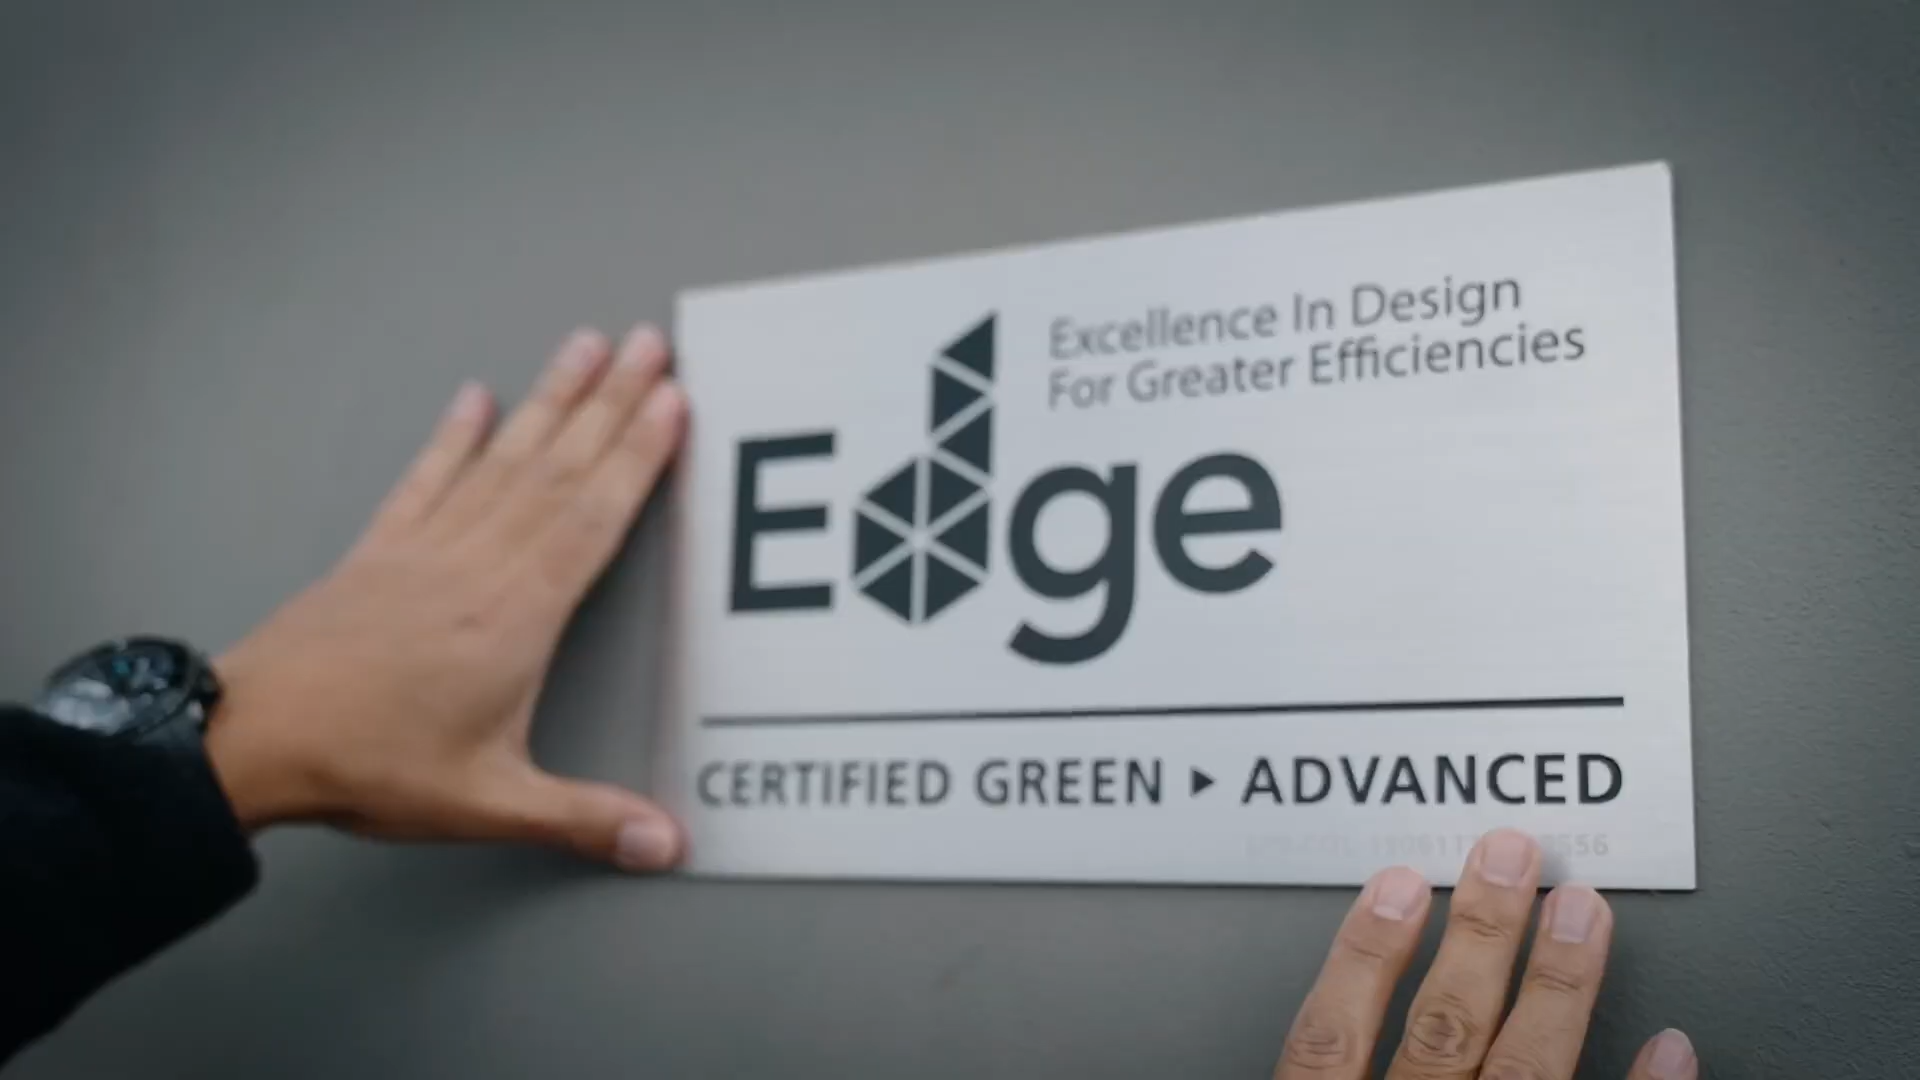 Excellence In Design
For Greater Efficiencies
Edge
CERTIFIED GREEN ▸ ADVANCED